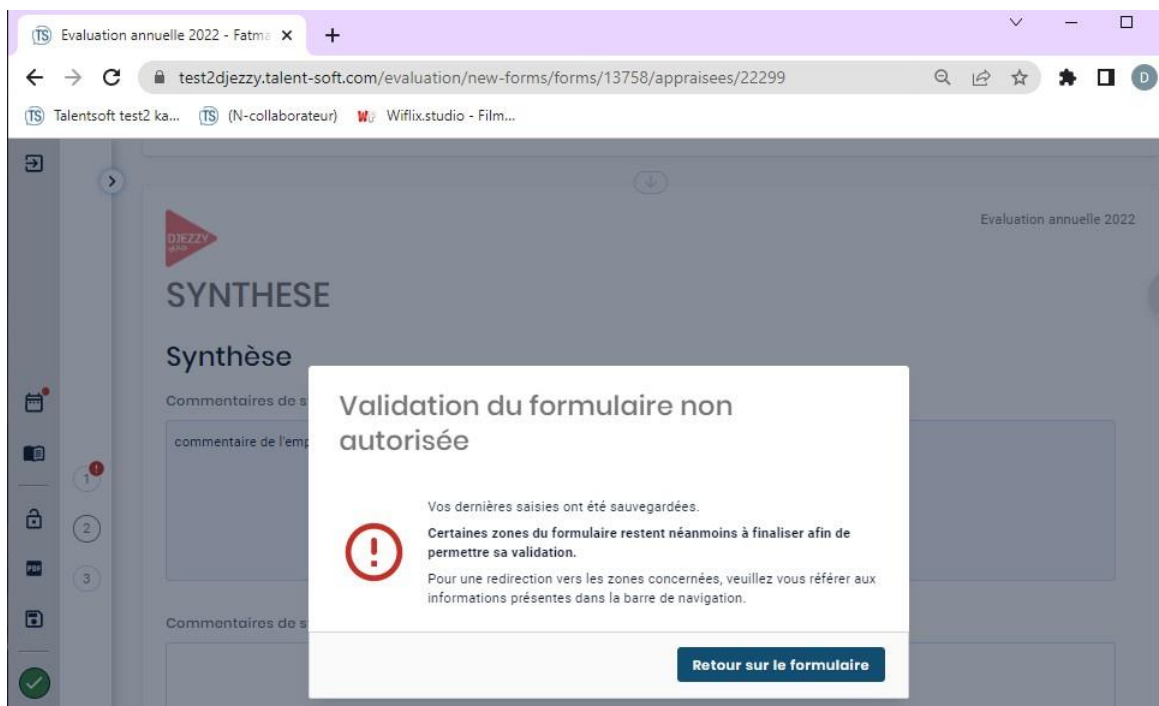 TS Evaluation annuelle 2022 - Fatma
test2djezzy.talent-soft.com/evaluation/new-forms/forms/13758/appraisees/22299
D
TS Talentsoft test2 ka... TS (N-collaborateur) Wiflix.studio - Film...
DJEZZY
Evaluation annuelle 2022
SYNTHESE
Synthèse
Commentaires de s
commentaire de l'emp
Validation du formulaire non
autorisée
Vos dernières saisies ont été sauvegardées.
Certaines zones du formulaire restent néanmoins à finaliser afin de
permettre sa validation.
Pour une redirection vers les zones concernées, veuillez vous référer aux
informations présentes dans la barre de navigation.
1
2
3
PDF
Commentaires de s
Retour sur le formulaire